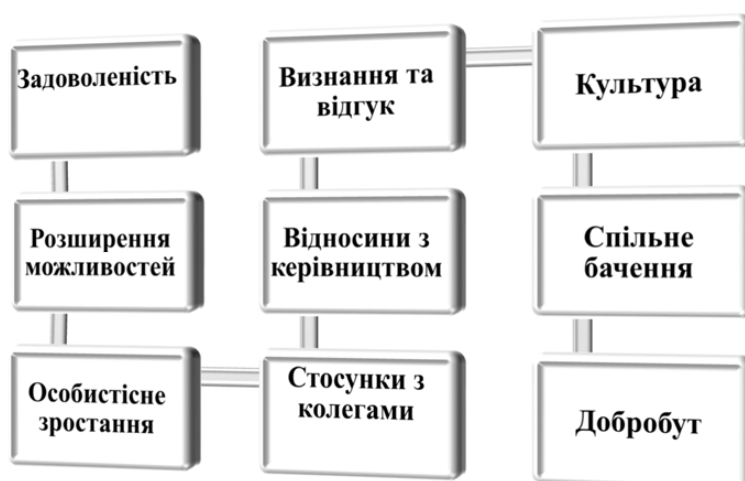 Задоволеність
Розширення
можливостей
Особистісне
зростання
Стосунки з
колегами
Відносини з
керівництвом
Визнання та
відгук
Культура
Спільне
бачення
Добробут